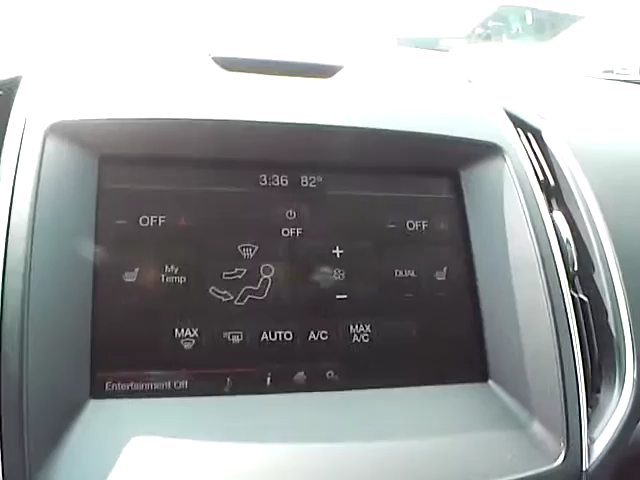 3:36 82°
OFF
OFF
OFF
My
Temp
+
DUAL
−
MAX
AUTO
A/C
MAX
A/C
Entertainment Off
i